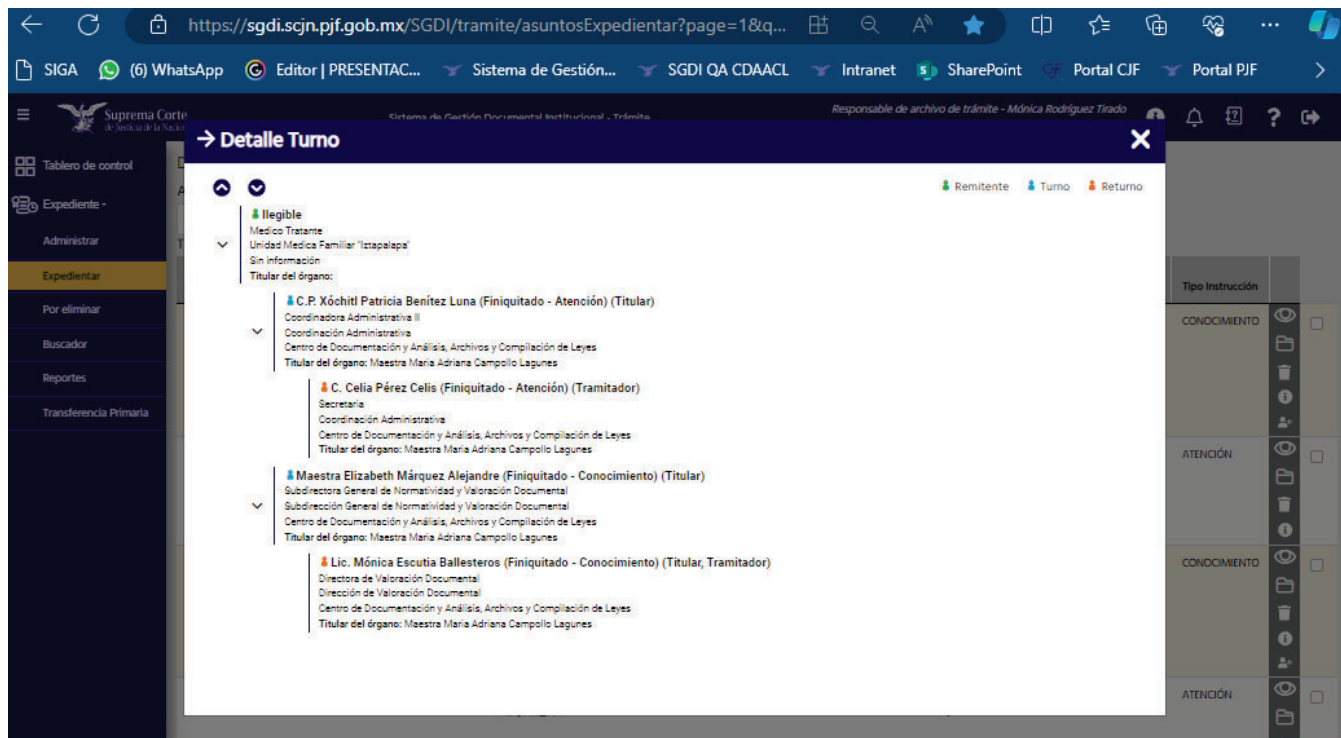 https://sgdi.scjn.pjf.gob.mx/SGDI/tramite/asuntosExpedientar?page=1&q...
SIGA (6) WhatsApp Editor | PRESENTAC... Sistema de Gestión... SGDI QA CDAACL Intranet SharePoint Portal CJF Portal PJF
Suprema Corte
de Justicia de la Nación
Sistema de Gestión Documental Institucional - Trámite
Responsable de archivo de trámite - Mónica Rodríguez Tirado
Tablero de control
Expediente -
Administrar
Expedientar
Por eliminar
Buscador
Reportes
Transferencia Primaria
→ Detalle Turno
Remitente Turno Returno
Ilegible
Medico Tratante
Unidad Medica Familiar "Iztapalapa"
Sin información
Titular del órgano:
C.P. Xóchitl Patricia Benítez Luna (Finiquitado - Atención) (Titular)
Coordinadora Administrativa II
Coordinación Administrativa
Centro de Documentación y Análisis, Archivos y Compilación de Leyes
Titular del órgano: Maestra Maria Adriana Campollo Lagunes
C. Celia Pérez Celis (Finiquitado - Atención) (Tramitador)
Secretaria
Coordinación Administrativa
Centro de Documentación y Análisis, Archivos y Compilación de Leyes
Titular del órgano: Maestra Maria Adriana Campollo Lagunes
Maestra Elizabeth Márquez Alejandre (Finiquitado - Conocimiento) (Titular)
Subdirectora General de Normatividad y Valoración Documental
Subdirección General de Normatividad y Valoración Documental
Centro de Documentación y Análisis, Archivos y Compilación de Leyes
Titular del órgano: Maestra Maria Adriana Campollo Lagunes
Lic. Mónica Escutia Ballesteros (Finiquitado - Conocimiento) (Titular, Tramitador)
Directora de Valoración Documental
Dirección de Valoración Documental
Centro de Documentación y Análisis, Archivos y Compilación de Leyes
Titular del órgano: Maestra Maria Adriana Campollo Lagunes
Tipo Instrucción
CONOCIMIENTO
ATENCIÓN
CONOCIMIENTO
ATENCIÓN